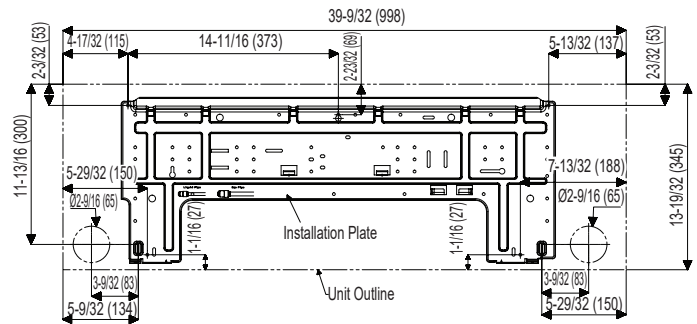 39-9/32 (998)
4-17/32 (115)
14-11/16 (373)
5-13/32 (137)
2-3/32 (53)
2-23/32 (69)
2-3/32 (53)
11-13/16 (300)
5-29/32 (150)
7-13/32 (188)
13-19/32 (345)
Ø2-9/16 (65)
Liquid Pipe
Gas Pipe
Ø2-9/16 (65)
1-1/16 (27)
Installation Plate
1-1/16 (27)
3-9/32 (83)
Unit Outline
3-9/32 (83)
5-9/32 (134)
5-29/32 (150)